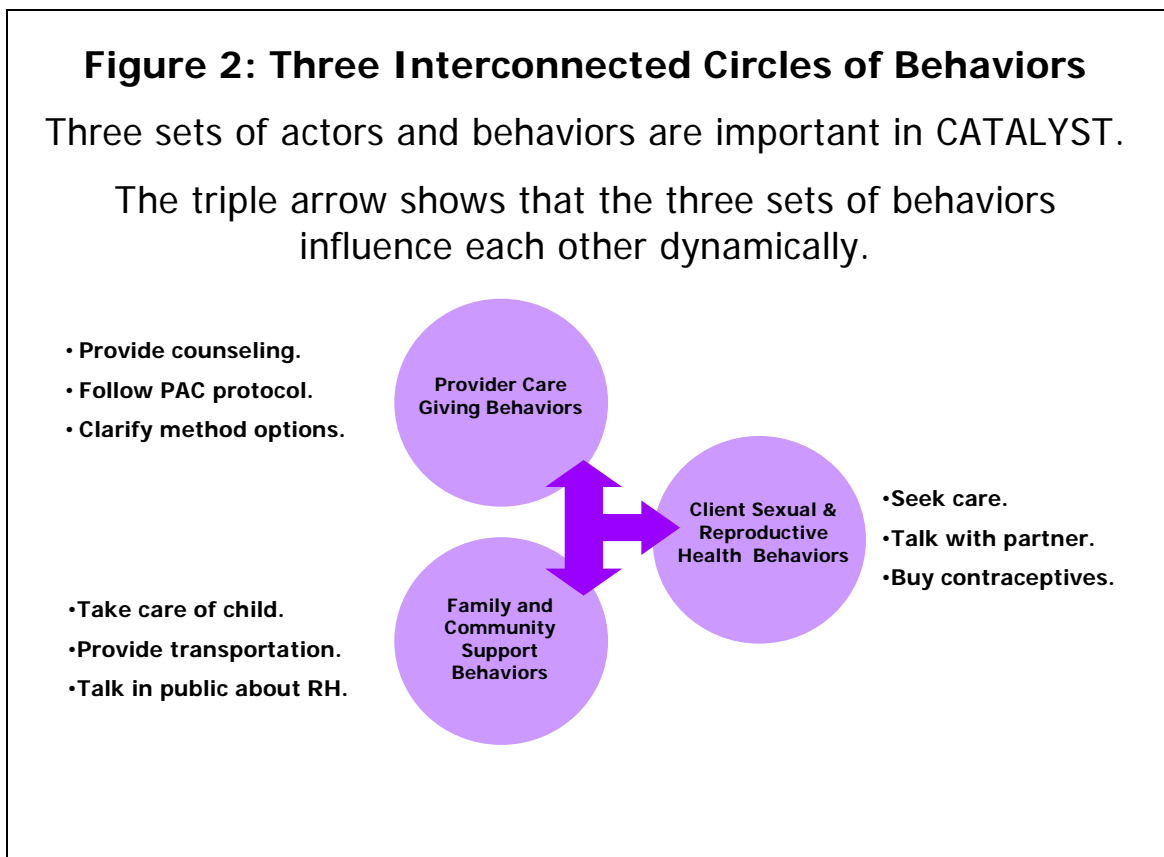 Figure 2: Three Interconnected Circles of Behaviors
Three sets of actors and behaviors are important in CATALYST.
The triple arrow shows that the three sets of behaviors
influence each other dynamically.
• Provide counseling.
• Follow PAC protocol.
• Clarify method options.
Provider Care
Giving Behaviors
Client Sexual &
Reproductive
Health Behaviors
•Seek care.
•Talk with partner.
•Buy contraceptives.
•Take care of child.
•Provide transportation.
•Talk in public about RH.
Family and
Community
Support
Behaviors